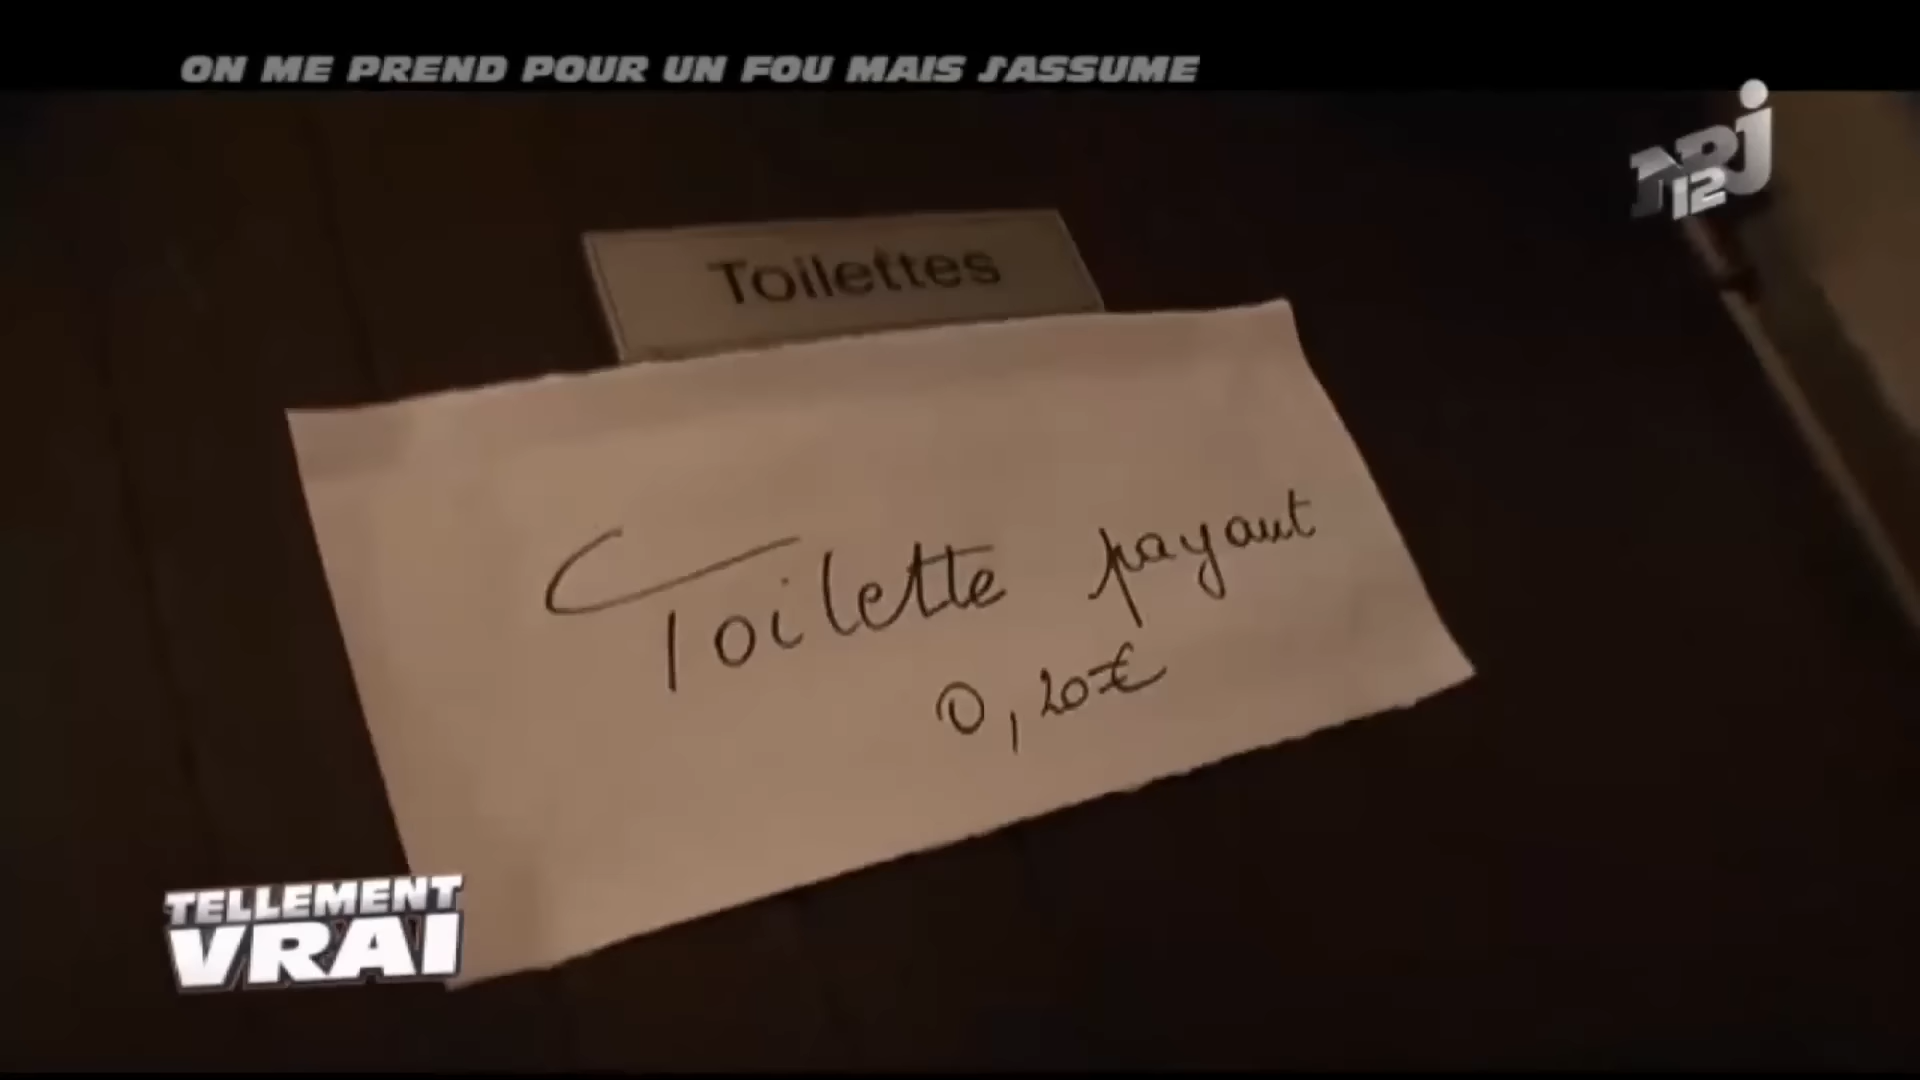 ON ME PREND POUR UN FOU MAIS J'ASSUME
NRJ
12
Toilettes
Toilette payant
0,20€
TELLEMENT
VRAI